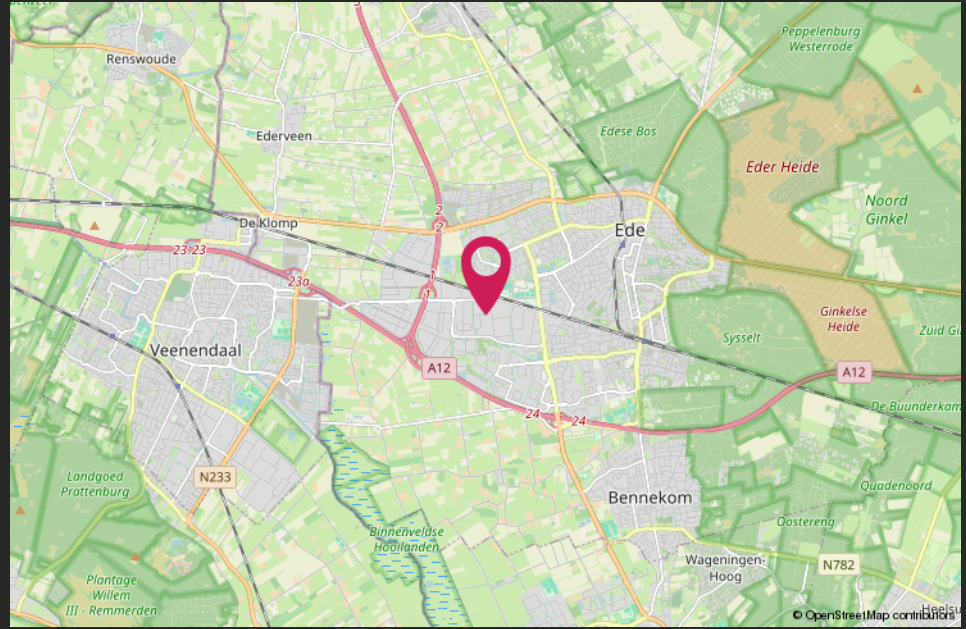 Renswoude
Peppelenburg
Westerrode
Ederveen
Edese Bos
Eder Heide
Noord
Ginkel
2
2
De Klomp
Ede
23 23
23a
1
1
Ginkelse
Heide
Sysselt
Veenendaal
A12
A12
De Buunderkam
24
24
Landgoed
Prattenburg
N233
Quadenoord
Bennekom
Oostereng
Binnenveldse
Hooilanden
Wageningen-
Hoog
N782
Plantage
Willem
III - Remmerden
© OpenStreetMap contributors